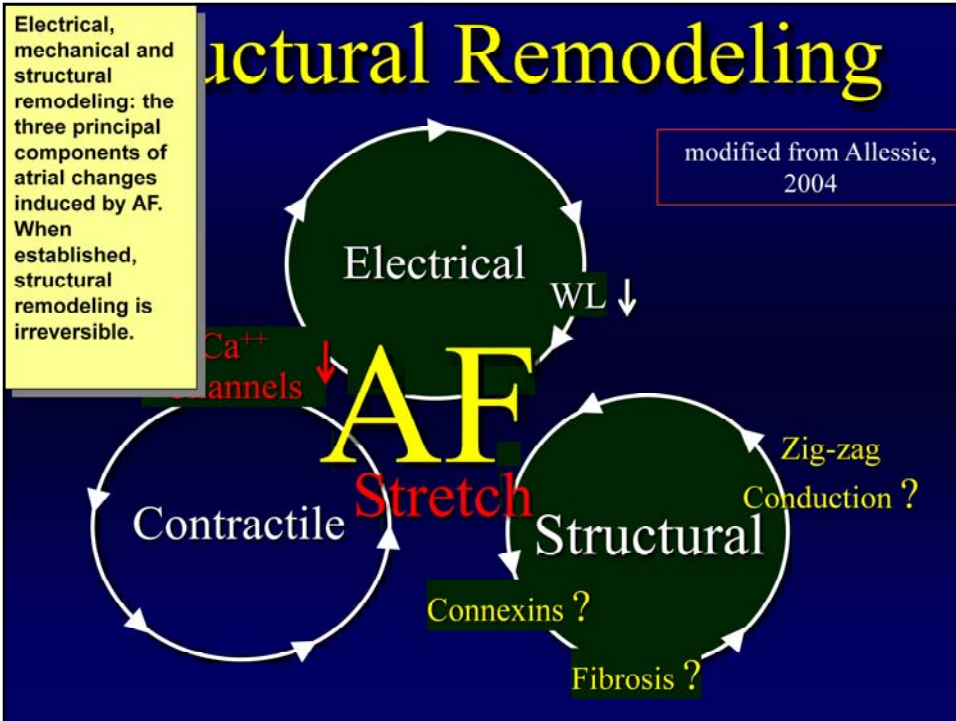 Electrical,
mechanical and
structural
remodeling: the
three principal
components of
atrial changes
induced by AF.
When
established,
structural
remodeling is
irreversible.
uctural Remodeling
modified from Allessie,
2004
Electrical
WL ↓
Ca++
hannels ↓
AF
Stretch
Contractile
Structural
Zig-zag
Conduction ?
Connexins ?
Fibrosis ?